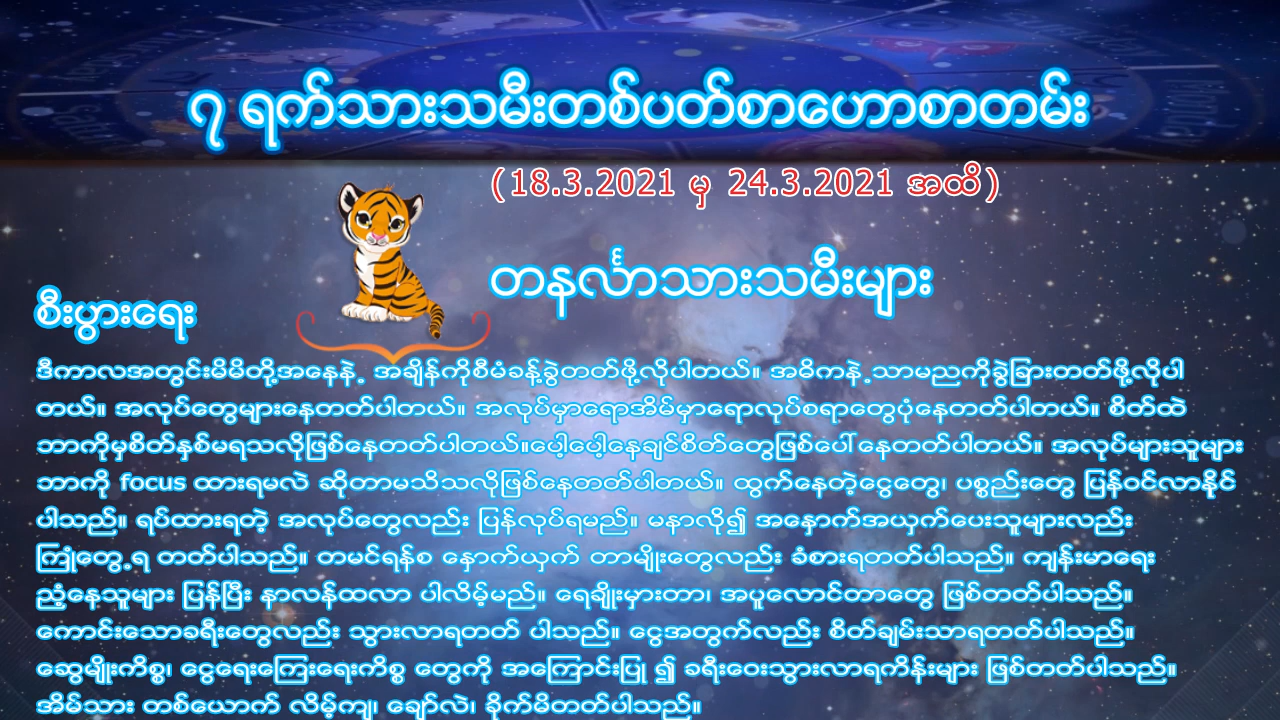 ၇ ရက်သားသမီးတစ်ပတ်စာဟောစာတမ်း
(18.3.2021 မှ 24.3.2021 အထိ)
တနင်္လာသားသမီးများ
စီးပွားရေး
ဒီကာလအတွင်းမိမိတို့အနေနဲ့ အချိန်ကိုစီမံခန့်ခွဲတတ်ဖို့လိုပါတယ်။ အဓိကနဲ့သာမညကိုခွဲခြားတတ်ဖို့လိုပါ
တယ်။ အလုပ်တွေများနေတတ်ပါတယ်။ အလုပ်မှာရောအိမ်မှာရောလုပ်စရာတွေပုံနေတတ်ပါတယ်။ စိတ်ထဲ
ဘာကိုမှစိတ်နှစ်မရသလိုဖြစ်နေတတ်ပါတယ်။ပေါ့ပေါ့နေချင်စိတ်တွေဖြစ်ပေါ်နေတတ်ပါတယ်။ အလုပ်များသူများ
ဘာကို focus ထားရမလဲ ဆိုတာမသိသလိုဖြစ်နေတတ်ပါတယ်။ ထွက်နေတဲ့ငွေတွေ၊ ပစ္စည်းတွေ ပြန်ဝင်လာနိုင်
ပါသည်။ ရပ်ထားရတဲ့ အလုပ်တွေလည်း ပြန်လုပ်ရမည်။ မနာလို၍ အနှောက်အယှက်ပေးသူများလည်း
ကြုံတွေ့ရ တတ်ပါသည်။ တမင်ရန်စ နှောက်ယှက် တာမျိုးတွေလည်း ခံစားရတတ်ပါသည်။ ကျန်းမာရေး
ညံ့နေသူများ ပြန်ပြီး နာလန်ထလာ ပါလိမ့်မည်။ ရေချိုးမှားတာ၊ အပူလောင်တာတွေ ဖြစ်တတ်ပါသည်။
ကောင်းသောခရီးတွေလည်း သွားလာရတတ် ပါသည်။ ငွေအတွက်လည်း စိတ်ချမ်းသာရတတ်ပါသည်။
ဆွေမျိုးကိစ္စ၊ ငွေရေးကြေးရေးကိစ္စ တွေကို အကြောင်းပြု ၍ ခရီးဝေးသွားလာရကိန်းများ ဖြစ်တတ်ပါသည်။
အိမ်သား တစ်ယောက် လိမ့်ကျ၊ ချော်လဲ၊ ခိုက်မိတတ်ပါသည်။